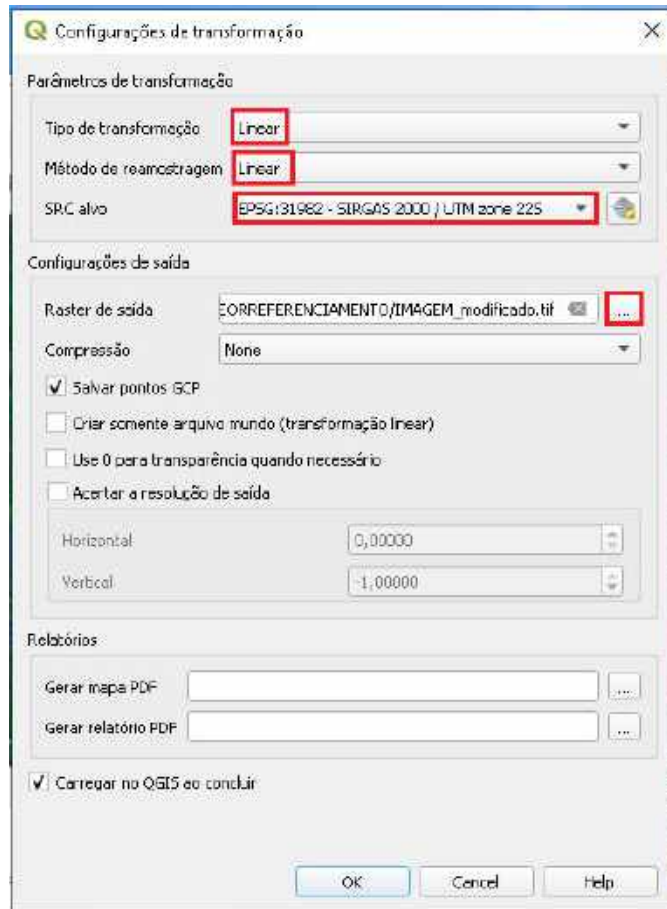 Configurações de transformação
Parâmetros de transformação
Tipo de transformação Linear
Método de reamostragem Linear
SRC alvo EPSG:31982 - SIRGAS 2000 / UTM zone 22S
Configurações de saída
Raster de saída EORREFERENCIAMENTO/IMAGEM_modificado.tif ...
Compressão None
Salvar pontos GCP
Criar somente arquivo mundo (transformação linear)
Use 0 para transparência quando necessário
Acertar a resolução de saída
Horizontal 0,00000
Vertical -1,00000
Relatórios
Gerar mapa PDF ...
Gerar relatório PDF ...
Carregar no QGIS ao concluir
OK Cancel Help